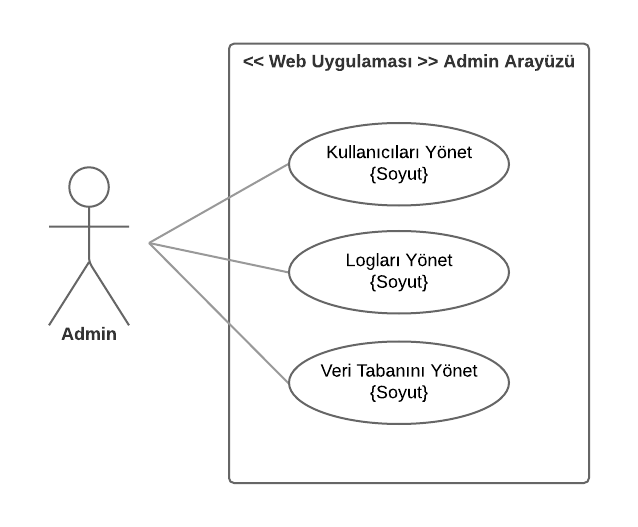 << Web Uygulaması >> Admin Arayüzü
Kullanıcıları Yönet
{Soyut}
Logları Yönet
{Soyut}
Admin
Veri Tabanını Yönet
{Soyut}